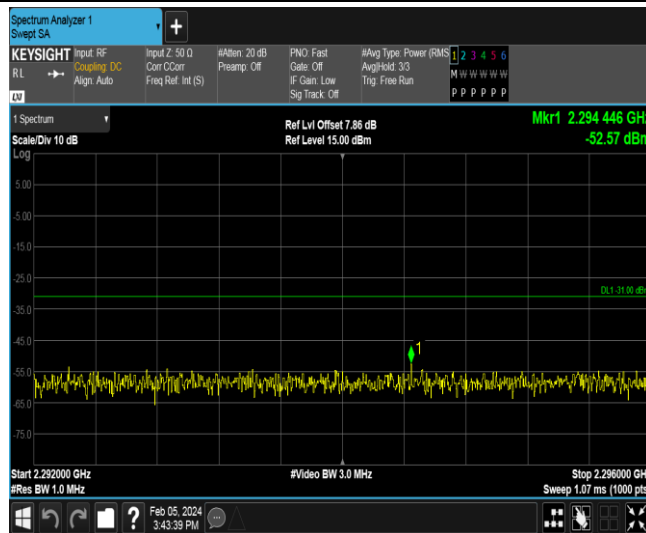 Spectrum Analyzer 1
Swept SA
+
KEYSIGHT
RL
LXI
Input: RF
Coupling: DC
Align: Auto
Input Z: 50 Ω
Corr CCorr
Freq Ref: Int (S)
#Atten: 20 dB
Preamp: Off
PNO: Fast
Gate: Off
IF Gain: Low
Sig Track: Off
#Avg Type: Power (RMS
Avg|Hold: 3/3
Trig: Free Run
1 2 3 4 5 6
M W W W W W
P P P P P P
1 Spectrum
Scale/Div 10 dB
Log
Ref Lvl Offset 7.86 dB
Ref Level 15.00 dBm
Mkr1 2.294 446 GHz
-52.57 dBm
5.00
-5.00
-15.0
-25.0
-35.0
-45.0
-55.0
-65.0
-75.0
DL1 -31.00 dBm
1
Start 2.292000 GHz
#Res BW 1.0 MHz
#Video BW 3.0 MHz
Stop 2.296000 GHz
Sweep 1.07 ms (1000 pts
?
Feb 05, 2024
3:43:39 PM